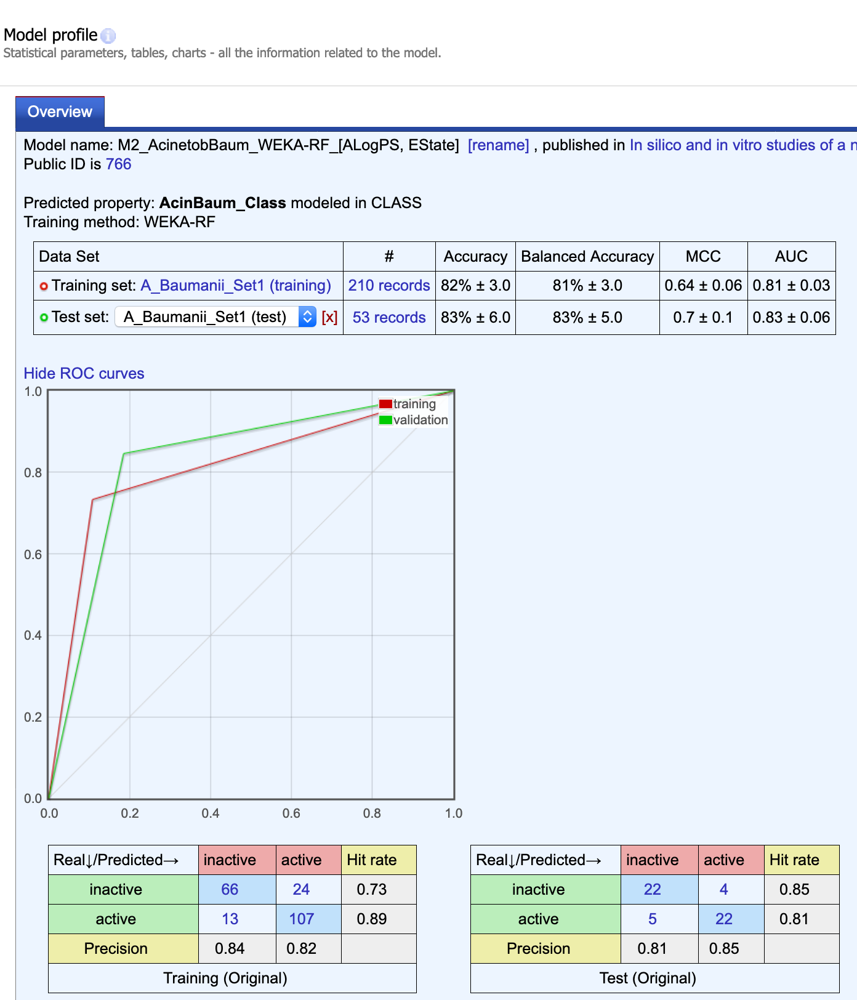 Model profile i
Statistical parameters, tables, charts - all the information related to the model.
Overview
Model name: M2_AcinetobBaum_WEKA-RF_[ALogPS, EState] [rename] , published in In silico and in vitro studies of a n
Public ID is 766
Predicted property: AcinBaum_Class modeled in CLASS
Training method: WEKA-RF
Data Set # Accuracy Balanced Accuracy MCC AUC
Training set: A_Baumanii_Set1 (training) 210 records 82% ± 3.0 81% ± 3.0 0.64 ± 0.06 0.81 ± 0.03
Test set: A_Baumanii_Set1 (test) [x] 53 records 83% ± 6.0 83% ± 5.0 0.7 ± 0.1 0.83 ± 0.06
Hide ROC curves
1.0
training
validation
0.8
0.6
0.4
0.2
0.0
0.0 0.2 0.4 0.6 0.8 1.0
Real↓/Predicted→ inactive active Hit rate
inactive 66 24 0.73
active 13 107 0.89
Precision 0.84 0.82
Training (Original)
Real↓/Predicted→ inactive active Hit rate
inactive 22 4 0.85
active 5 22 0.81
Precision 0.81 0.85
Test (Original)